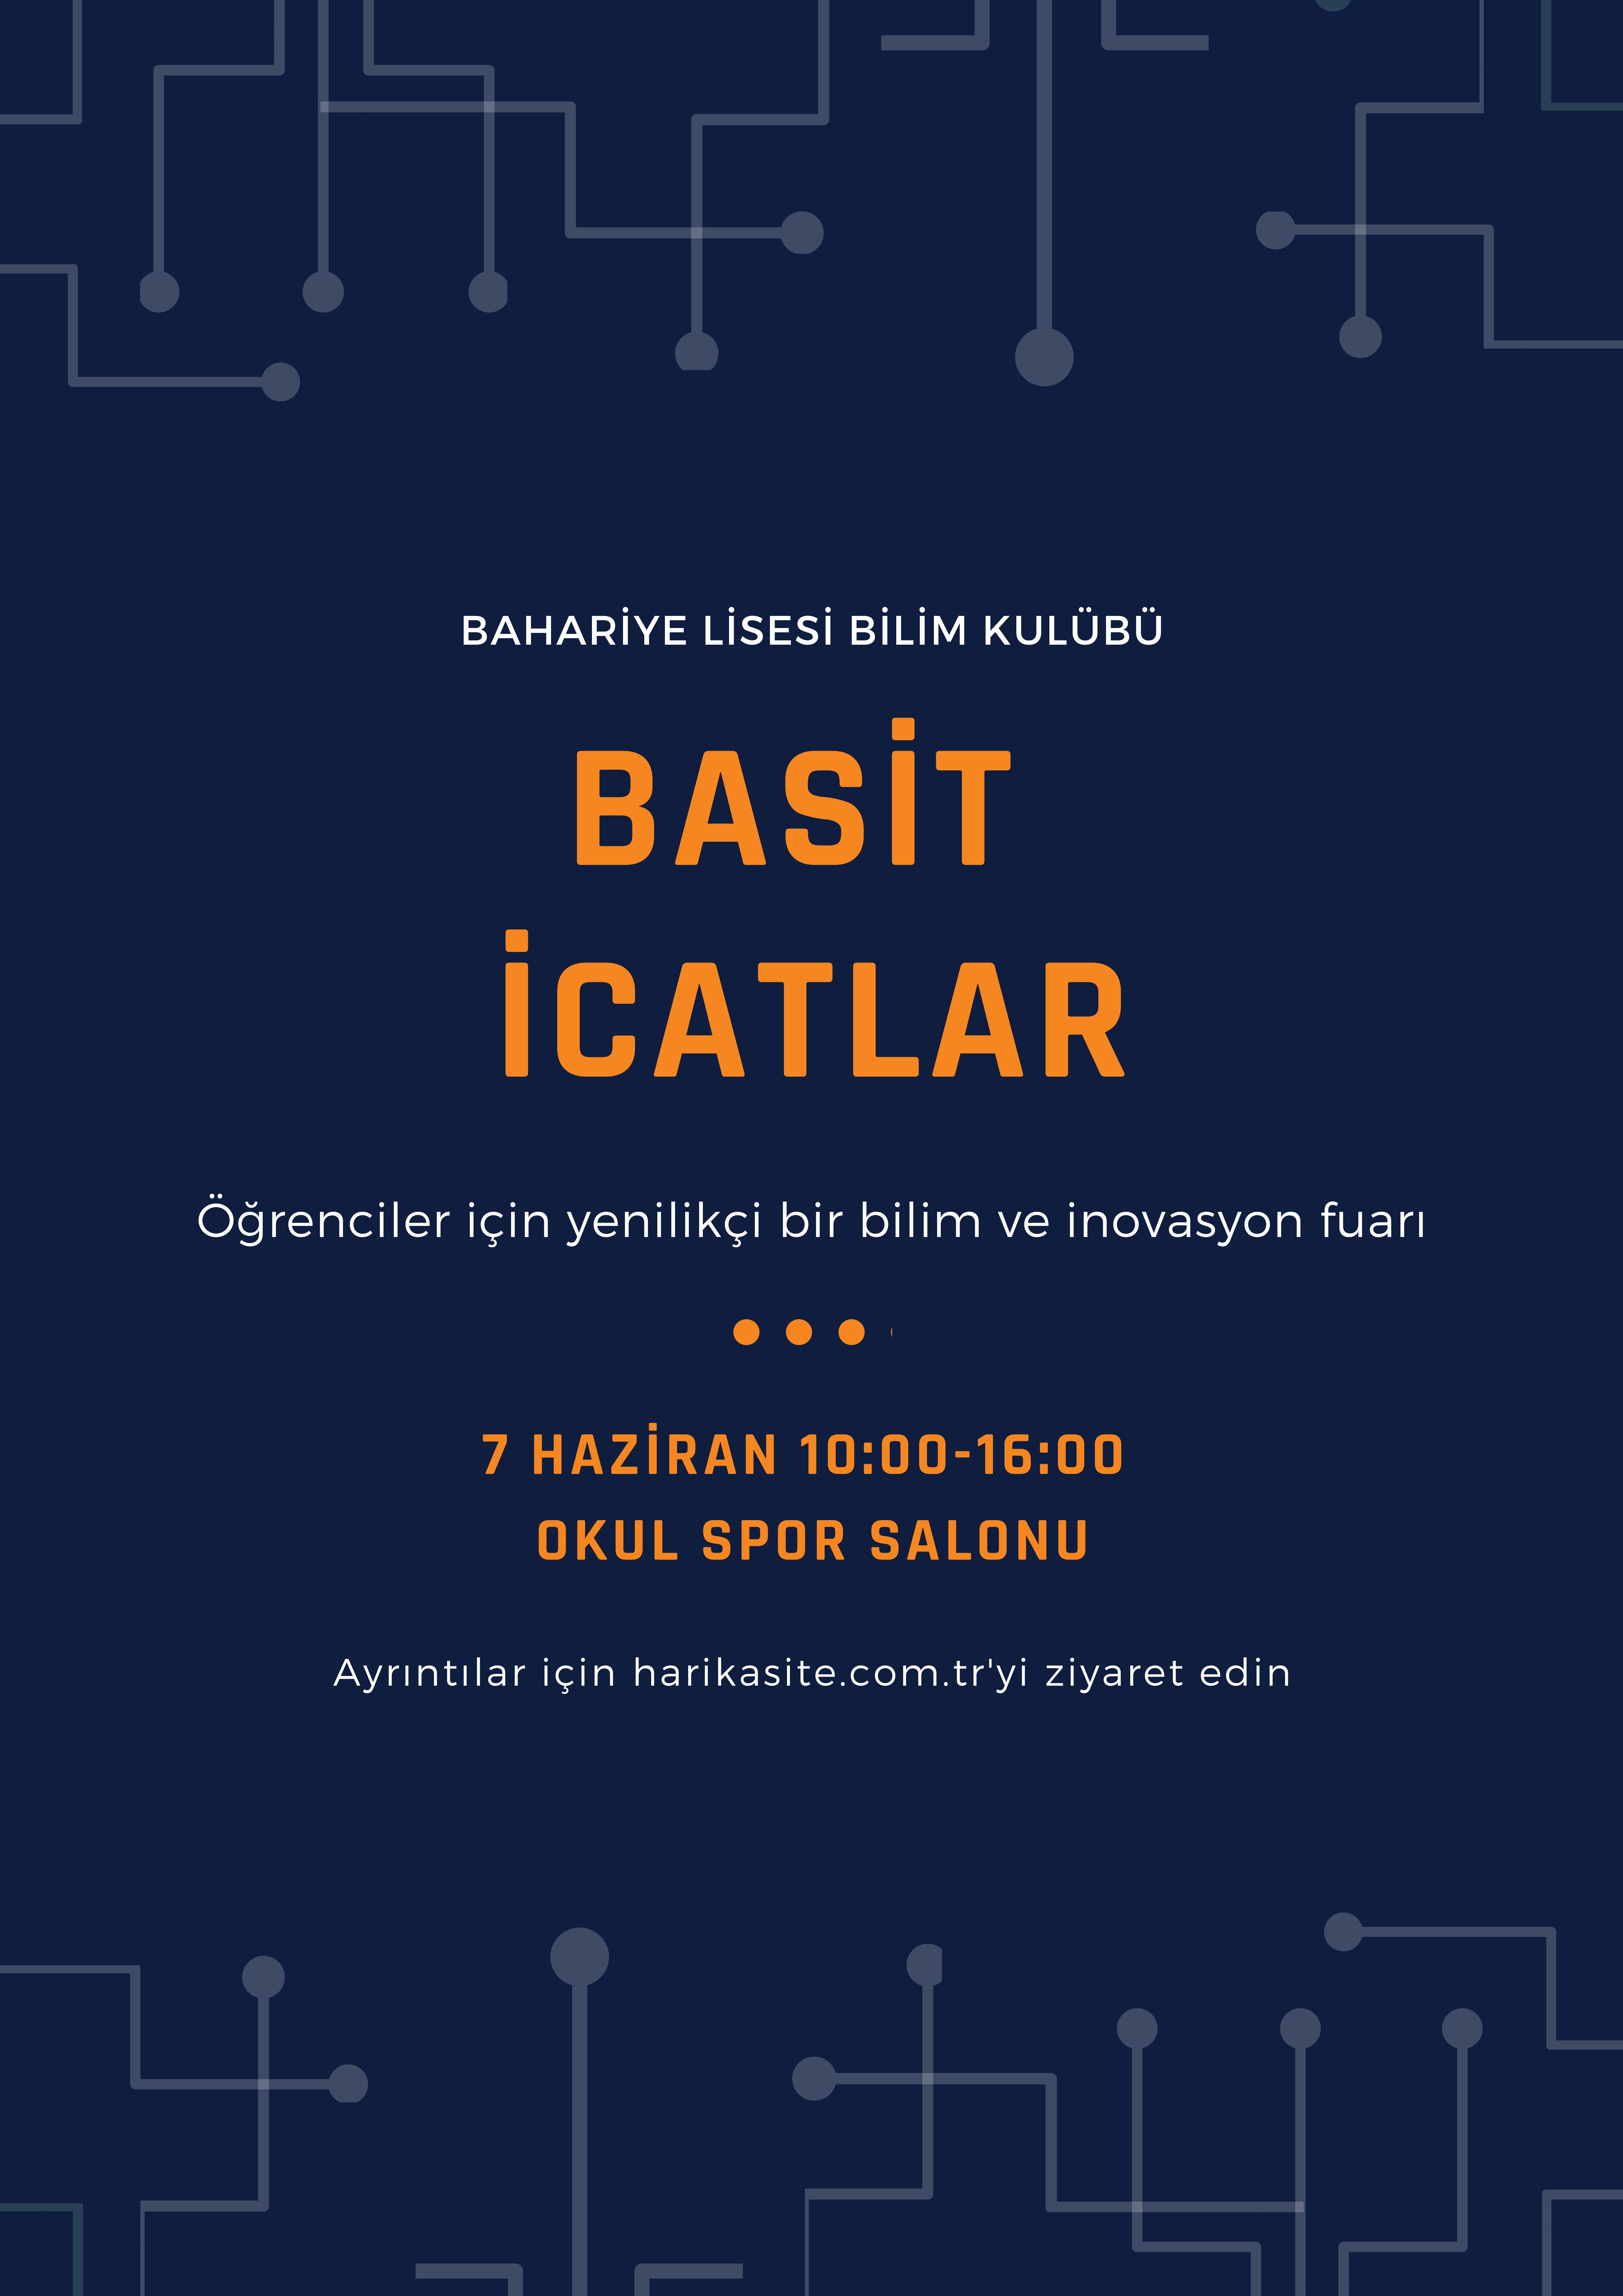 BAHARİYE LİSESİ BİLİM KULÜBÜ
BASİT
İCATLAR
Öğrenciler için yenilikçi bir bilim ve inovasyon fuarı
7 HAZİRAN 10:00-16:00
OKUL SPOR SALONU
Ayrıntılar için harikasite.com.tr'yi ziyaret edin